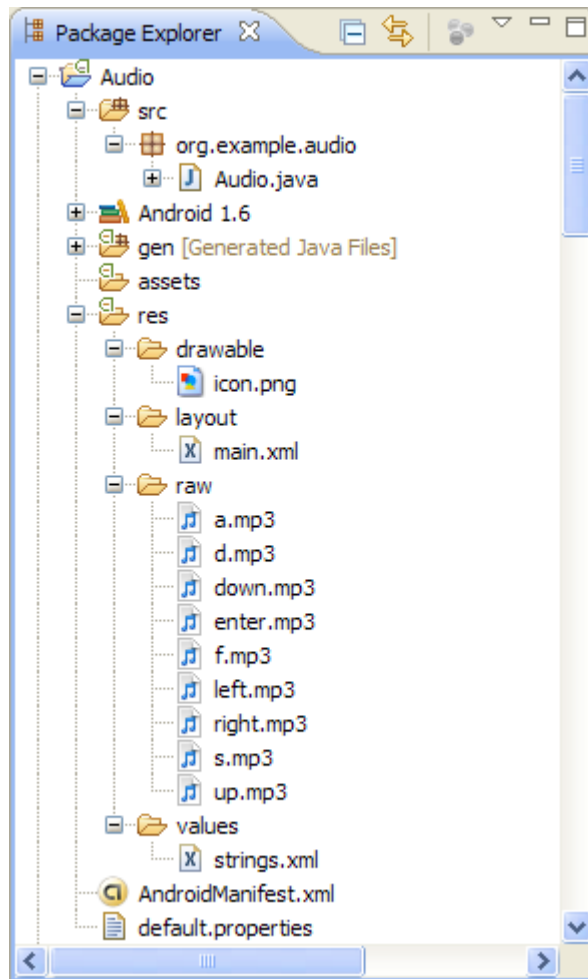 Package Explorer
Audio
src
org.example.audio
Audio.java
Android 1.6
gen [Generated Java Files]
assets
res
drawable
icon.png
layout
main.xml
raw
a.mp3
d.mp3
down.mp3
enter.mp3
f.mp3
left.mp3
right.mp3
s.mp3
up.mp3
values
strings.xml
AndroidManifest.xml
default.properties